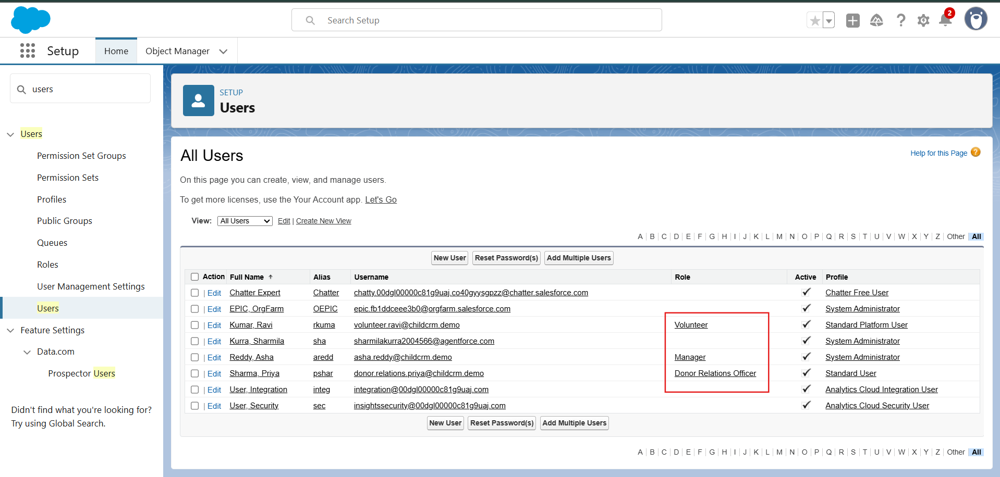 Search Setup
2
Setup
Home
Object Manager
users
Users
Permission Set Groups
Permission Sets
Profiles
Public Groups
Queues
Roles
User Management Settings
Users
Feature Settings
Data.com
Prospector Users
Didn't find what you're looking for?
Try using Global Search.
SETUP
Users
All Users
Help for this Page ?
On this page you can create, view, and manage users.
To get more licenses, use the Your Account app. Let's Go
View: All Users Edit | Create New View
A | B | C | D | E | F | G | H | I | J | K | L | M | N | O | P | Q | R | S | T | U | V | W | X | Y | Z | Other All
New User Reset Password(s) Add Multiple Users
Action Full Name ↑ Alias Username Role Active Profile
| Edit Chatter Expert Chatter chatty.00dgl00000c81g9uaj.co40gyysgpzz@chatter.salesforce.com Chatter Free User
| Edit EPIC, OrgFarm OEPIC epic.fb1ddceee3b0@orgfarm.salesforce.com System Administrator
| Edit Kumar, Ravi rkuma volunteer.ravi@childcrm.demo Volunteer Standard Platform User
| Edit Kurra, Sharmila sha sharmilakurra2004566@agentforce.com System Administrator
| Edit Reddy, Asha aredd asha.reddy@childcrm.demo Manager System Administrator
| Edit Sharma, Priya pshar donor.relations.priya@childcrm.demo Donor Relations Officer Standard User
| Edit User, Integration integ integration@00dgl00000c81g9uaj.com Analytics Cloud Integration User
| Edit User, Security sec insightssecurity@00dgl00000c81g9uaj.com Analytics Cloud Security User
New User Reset Password(s) Add Multiple Users
A | B | C | D | E | F | G | H | I | J | K | L | M | N | O | P | Q | R | S | T | U | V | W | X | Y | Z | Other All